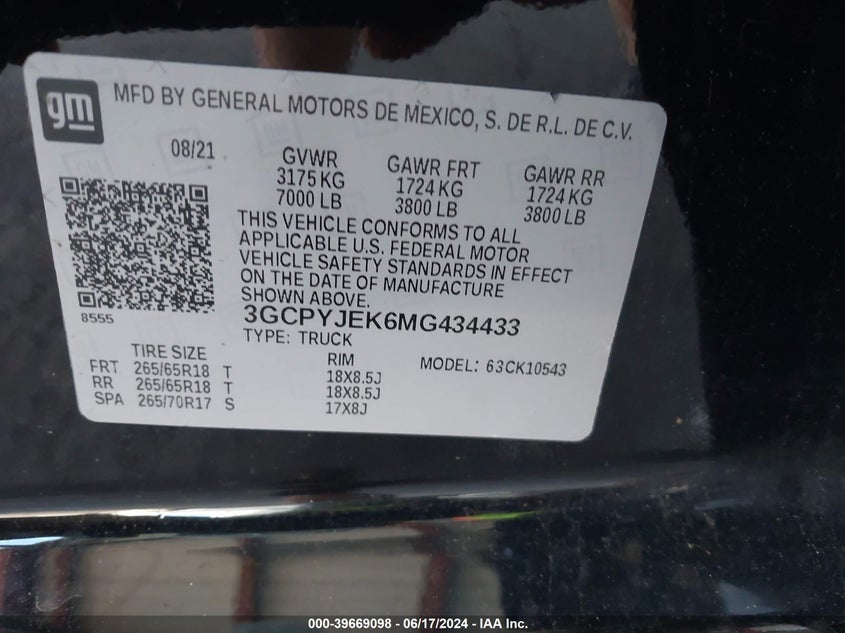 gm
MFD BY GENERAL MOTORS DE MEXICO, S. DE R.L. DE C.V.
08/21
GVWR
3175 KG
7000 LB
GAWR FRT
1724 KG
3800 LB
GAWR RR
1724 KG
3800 LB
THIS VEHICLE CONFORMS TO ALL
APPLICABLE U.S. FEDERAL MOTOR
VEHICLE SAFETY STANDARDS IN EFFECT
ON THE DATE OF MANUFACTURE
SHOWN ABOVE.
8555
3GCPYJEK6MG434433
TYPE: TRUCK
MODEL: 63CK10543
TIRE SIZE RIM
FRT 265/65R18 T 18X8.5J
RR 265/65R18 T 18X8.5J
SPA 265/70R17 S 17X8J
000-39669098 - 06/17/2024 - IAA Inc.